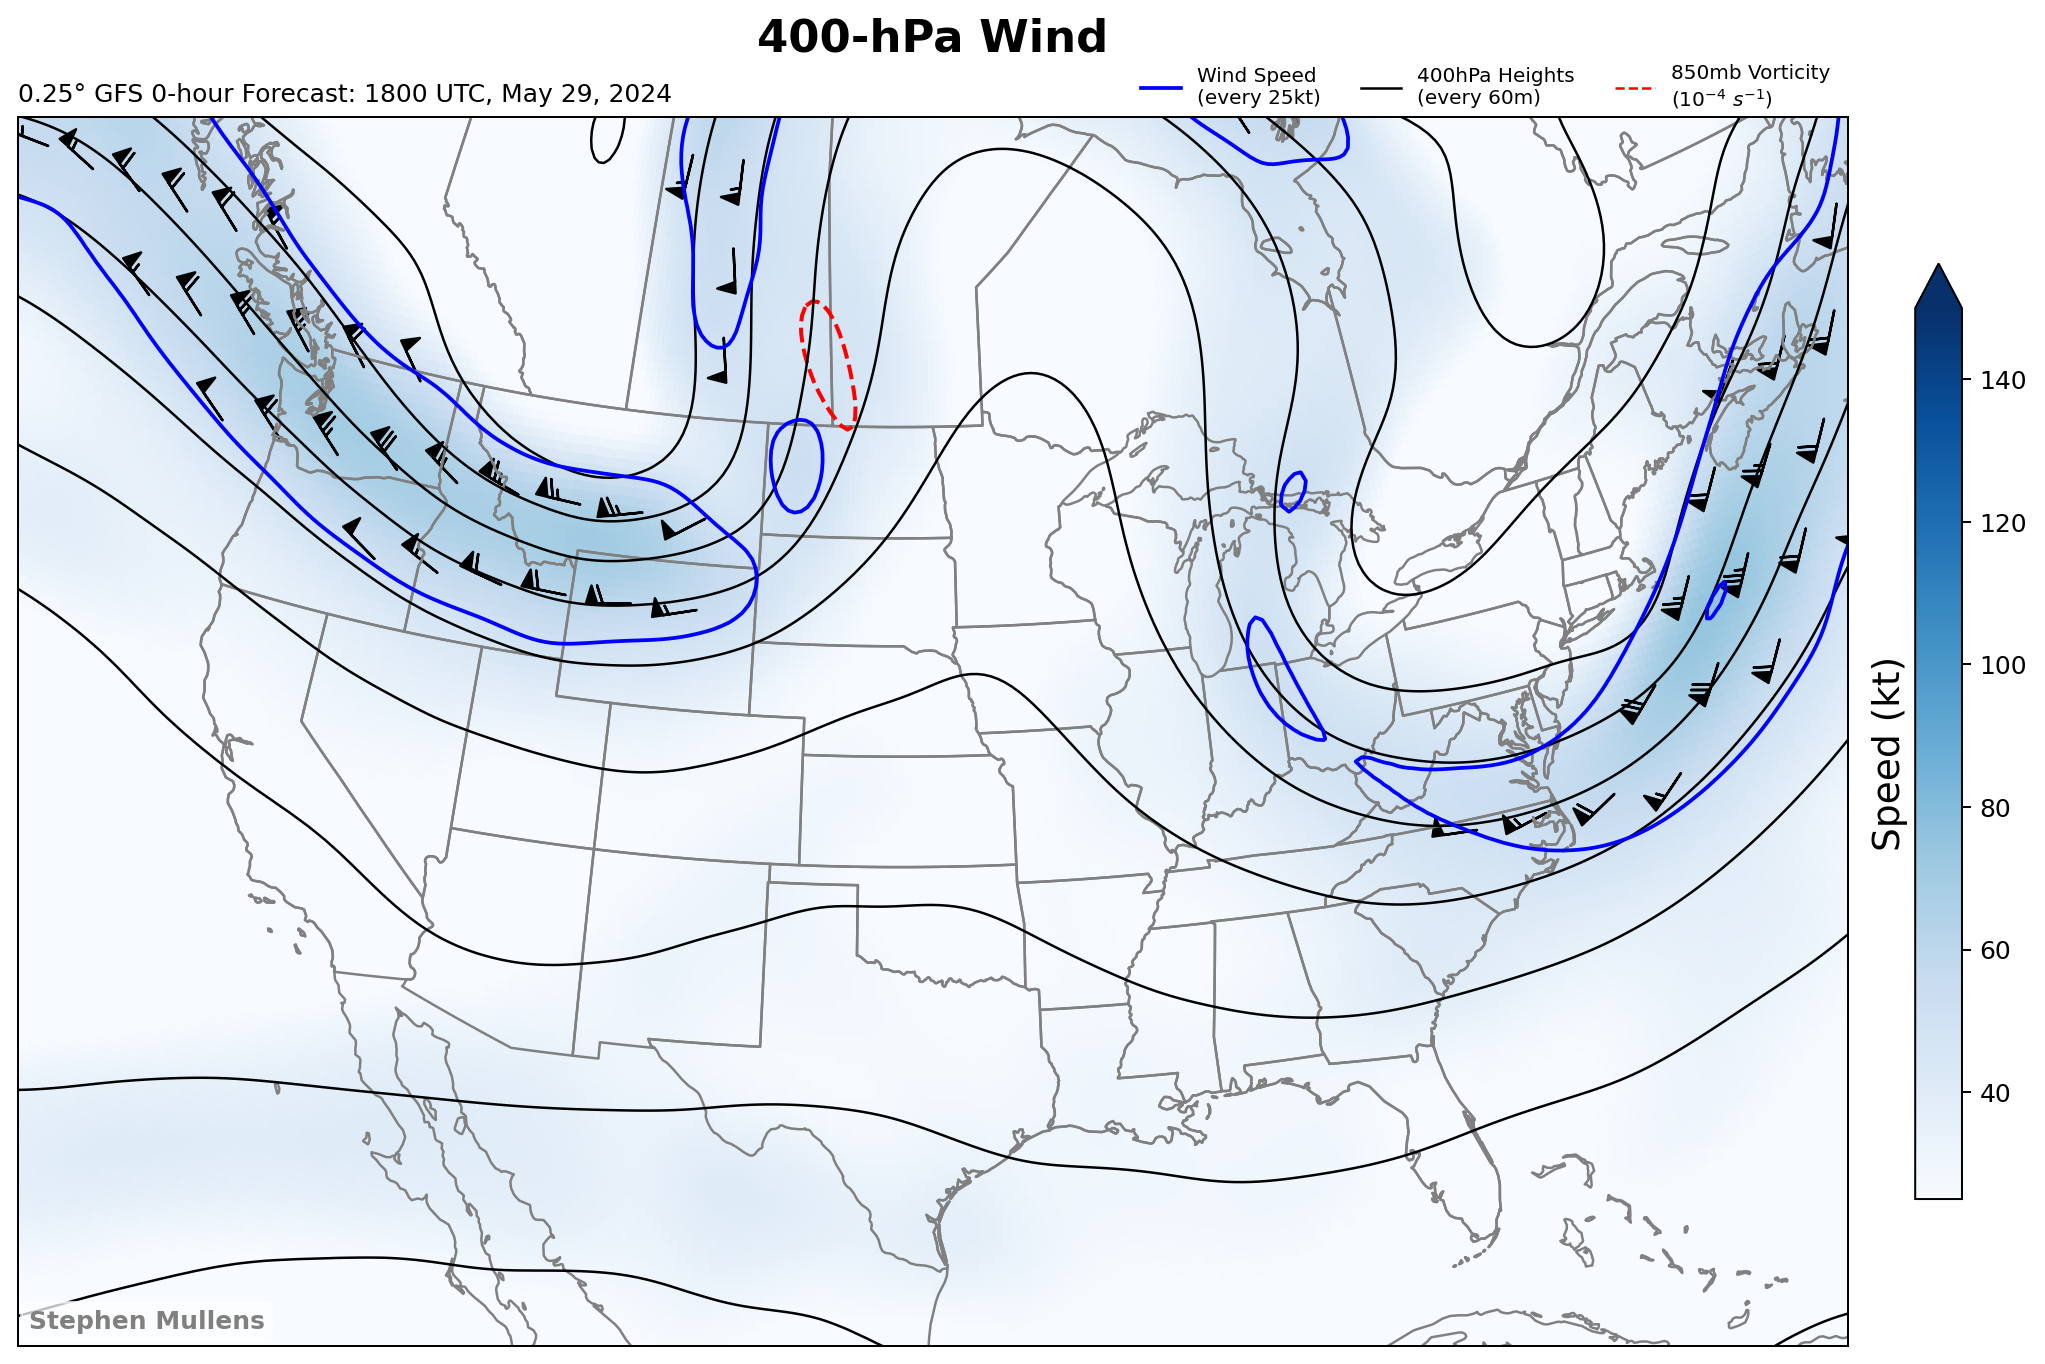 400-hPa Wind
0.25° GFS 0-hour Forecast: 1800 UTC, May 29, 2024
Wind Speed
(every 25kt)
400hPa Heights
(every 60m)
850mb Vorticity
(10⁻⁴ s⁻¹)
140
120
100
80
60
40
Speed (kt)
Stephen Mullens